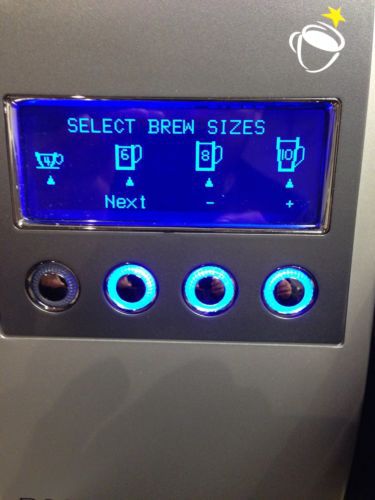 SELECT BREW SIZES
4 6 8 10
Next - +